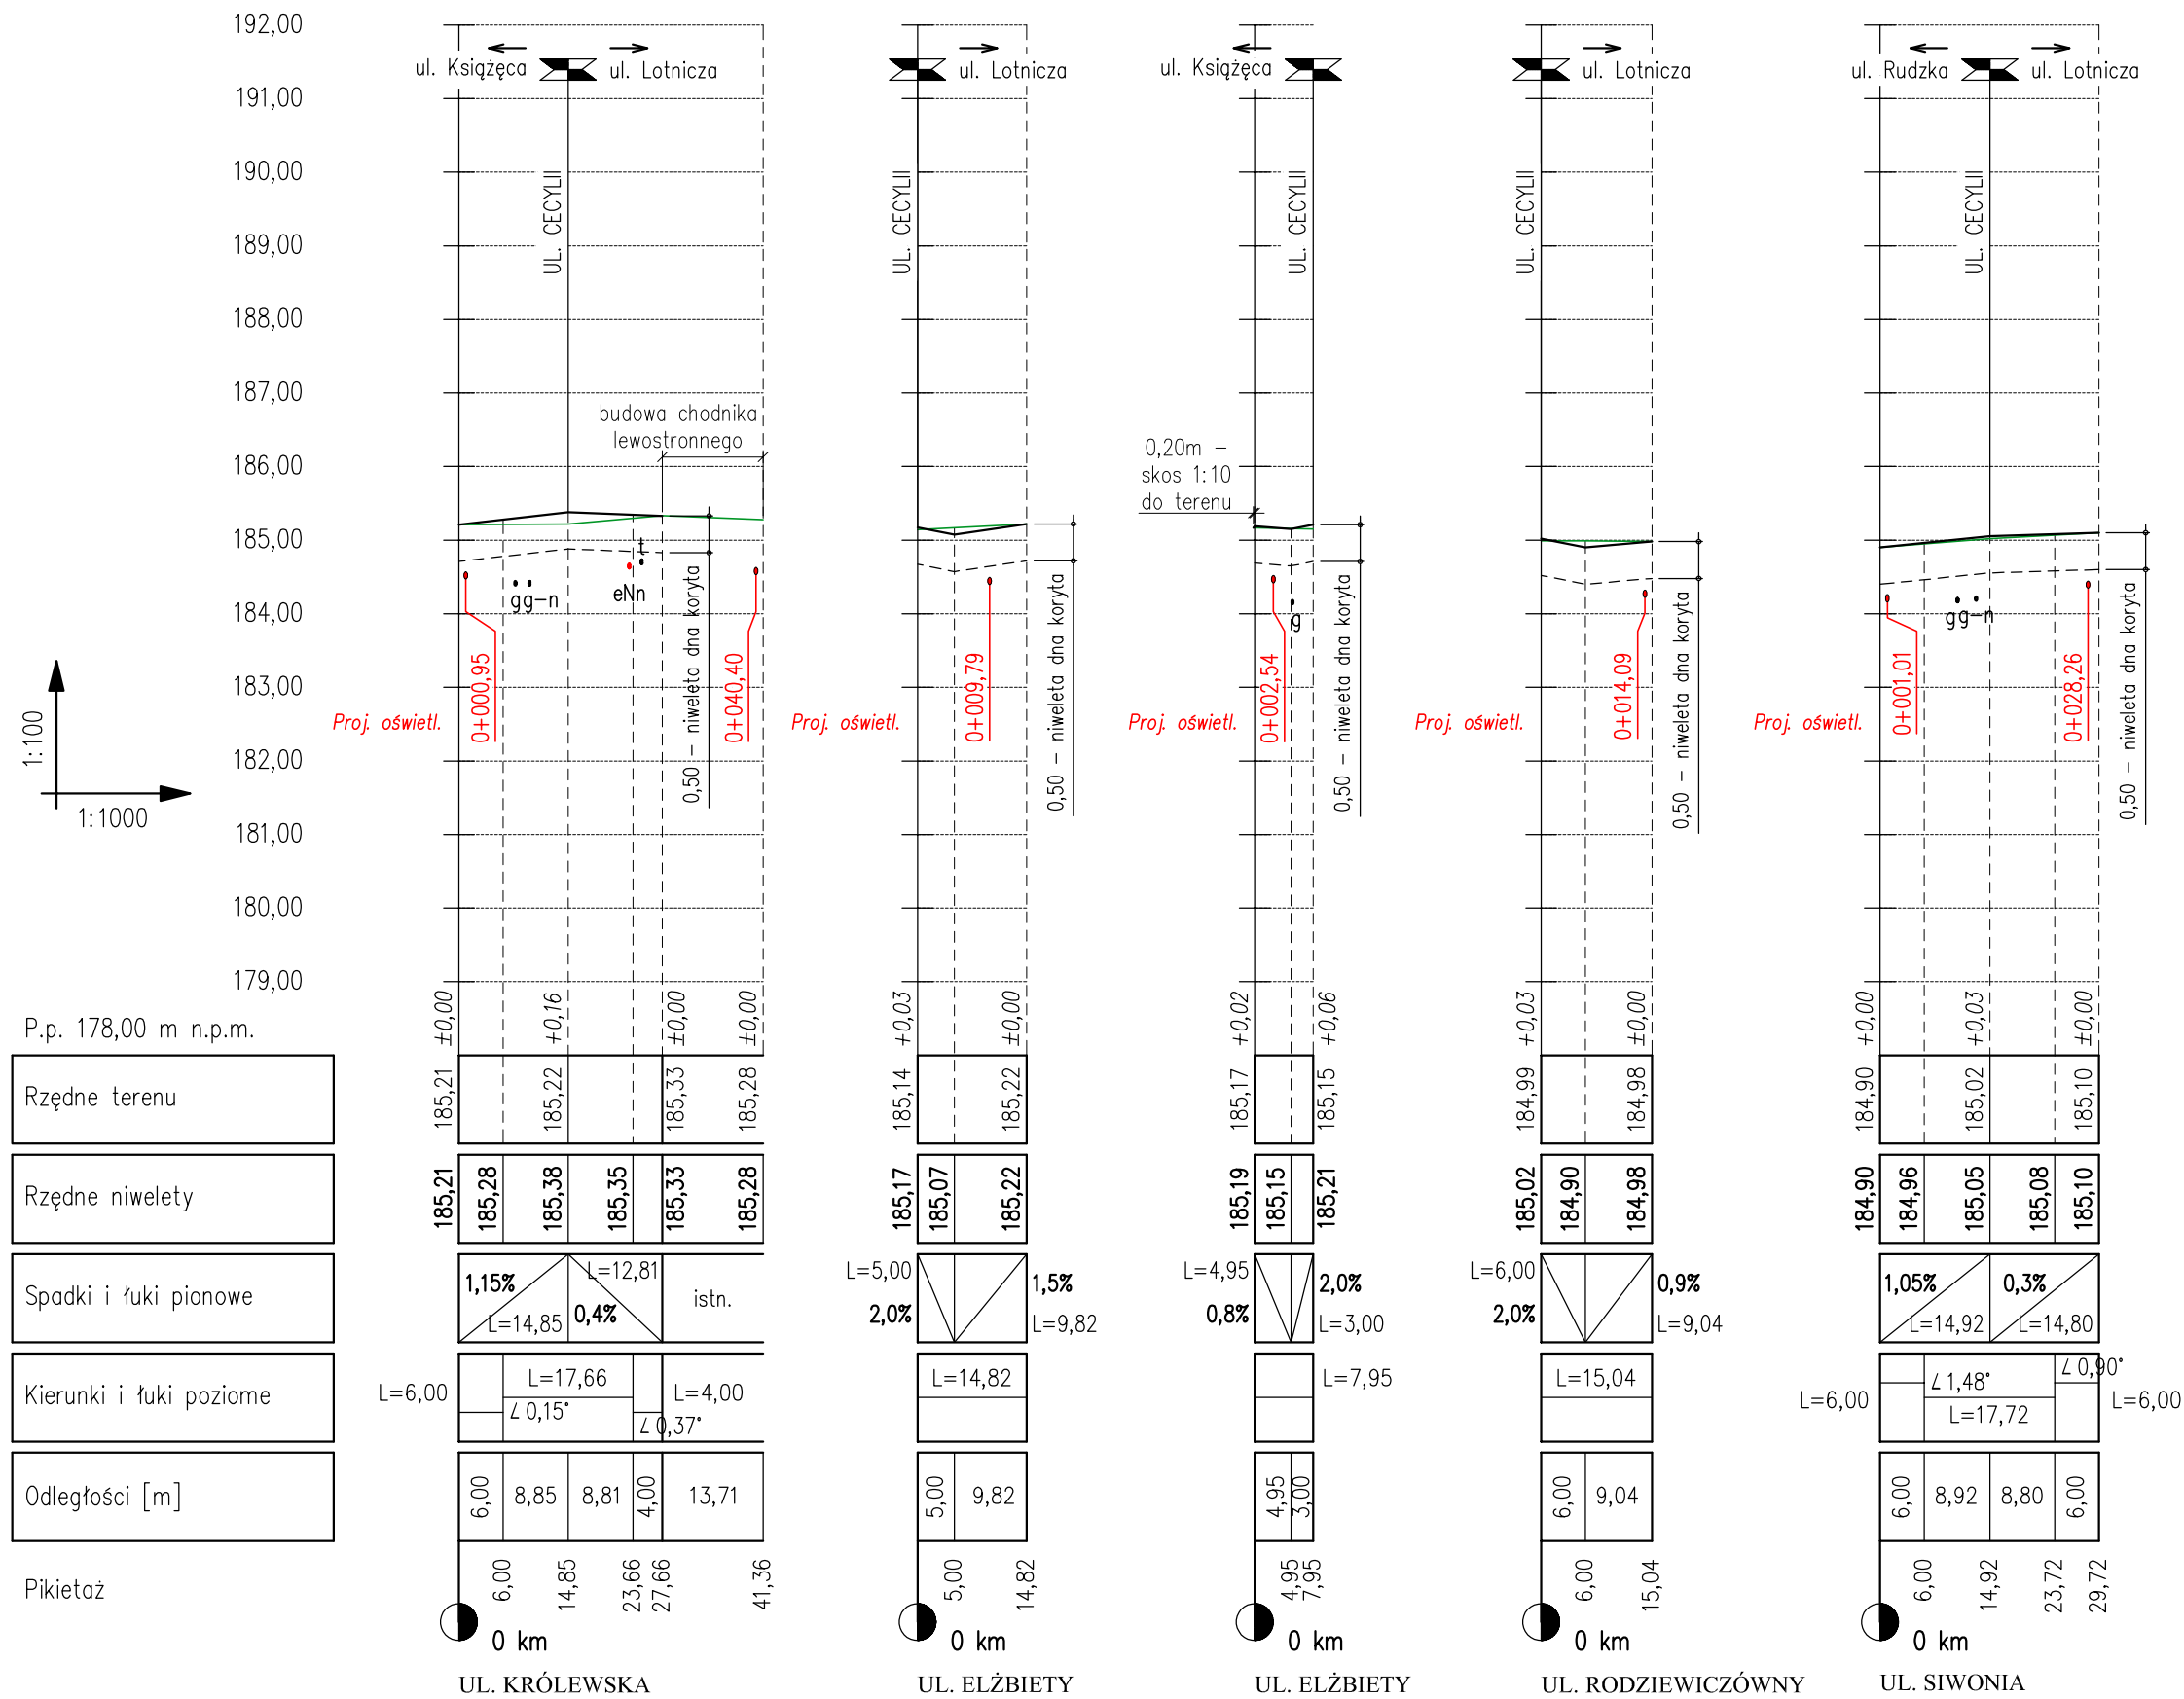 192,00
191,00
190,00
189,00
188,00
187,00
186,00
185,00
184,00
183,00
182,00
181,00
180,00
179,00
P.p. 178,00 m n.p.m.
1:100
1:1000
Rzędne terenu
Rzędne niwelety
Spadki i łuki pionowe
Kierunki i łuki poziome
Odległości [m]
Pikietaż
ul. Książęca
ul. Lotnicza
UL. CECYLII
budowa chodnika
lewostronnego
t
gg-n
eNn
0,50 - niweleta dna koryta
Proj. oświetl.
0+000,95
0+040,40
±0,00 +0,16 ±0,00 ±0,00
185,21 185,22 185,33 185,28
185,21 185,28 185,38 185,35 185,33 185,28
1,15%
L=14,85
L=12,81
0,4%
istn.
L=6,00
L=17,66
∠0,15°
∠0,37°
L=4,00
6,00 8,85 8,81 4,00 13,71
6,00 14,85 23,66 27,66 41,36
0 km
UL. KRÓLEWSKA
ul. Lotnicza
UL. CECYLII
0,50 - niweleta dna koryta
Proj. oświetl.
0+009,79
+0,03 ±0,00
185,14 185,22
185,17 185,07 185,22
L=5,00
2,0%
1,5%
L=9,82
L=14,82
5,00 9,82
5,00 14,82
0 km
UL. ELŻBIETY
ul. Książęca
UL. CECYLII
0,20m -
skos 1:10
do terenu
g
0,50 - niweleta dna koryta
Proj. oświetl.
0+002,54
+0,02 +0,06
185,17 185,15
185,19 185,15 185,21
L=4,95
0,8%
2,0%
L=3,00
L=7,95
4,95 3,00
4,95 7,95
0 km
UL. ELŻBIETY
ul. Lotnicza
UL. CECYLII
0,50 - niweleta dna koryta
Proj. oświetl.
0+014,09
+0,03 ±0,00
184,99 184,98
185,02 184,90 184,98
L=6,00
2,0%
0,9%
L=9,04
L=15,04
6,00 9,04
6,00 15,04
0 km
UL. RODZIEWICZÓWNY
ul. Rudzka
ul. Lotnicza
UL. CECYLII
gg-n
0,50 - niweleta dna koryta
Proj. oświetl.
0+001,01
0+028,26
+0,00 +0,03 ±0,00
184,90 185,02 185,10
184,90 184,96 185,05 185,08 185,10
1,05%
L=14,92
0,3%
L=14,80
L=6,00
∠1,48°
L=17,72
∠0,90°
L=6,00
6,00 8,92 8,80 6,00
6,00 14,92 23,72 29,72
0 km
UL. SIWONIA